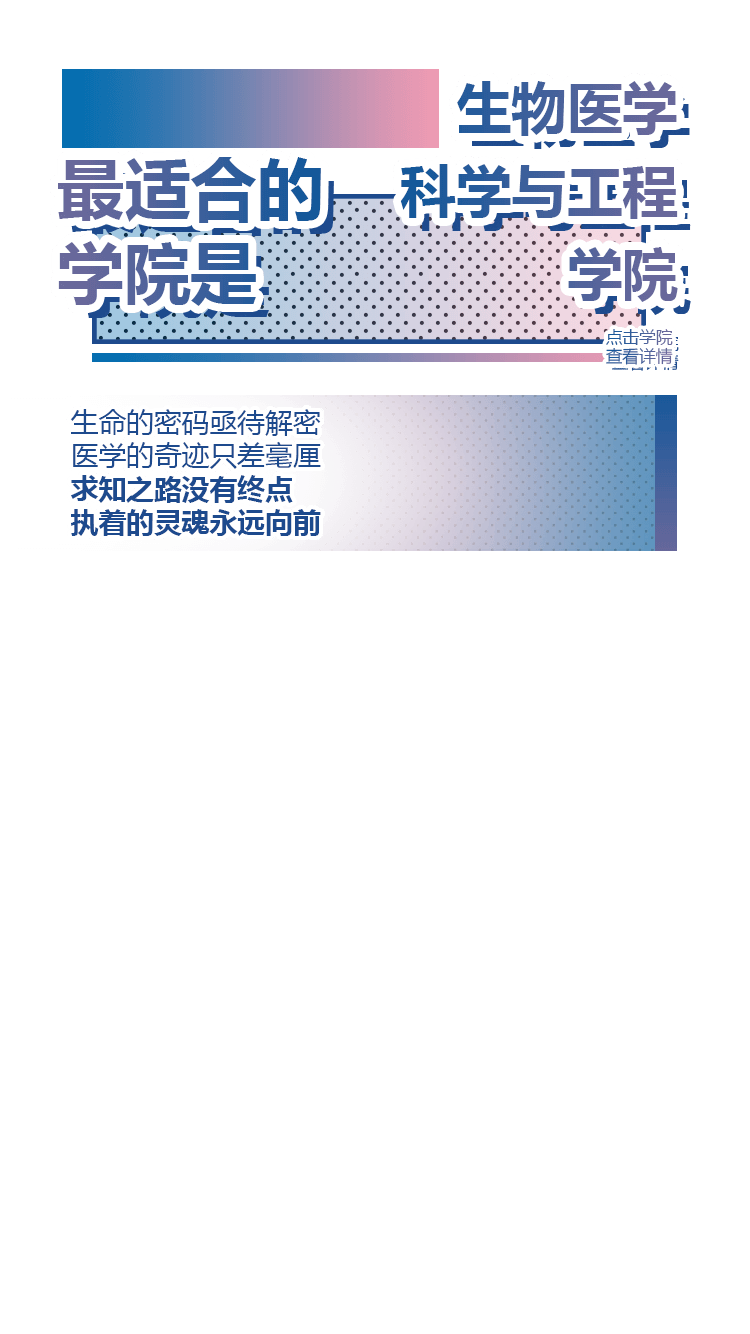 最适合的
学院是
生物医学
科学与工程
学院
点击学院
查看详情
生命的密码亟待解密
医学的奇迹只差毫厘
求知之路没有终点
执着的灵魂永远向前